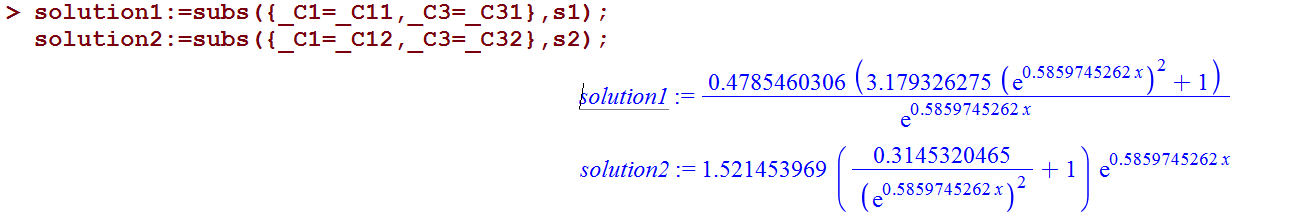 > solution1:=subs({_C1=_C11,_C3=_C31},s1);
solution2:=subs({_C1=_C12,_C3=_C32},s2);
solution1 := 0.4785460306 (3.179326275 (e^0.5859745262 x)^2 + 1) / e^0.5859745262 x
solution2 := 1.521453969 (0.3145320465 / (e^0.5859745262 x)^2 + 1) e^0.5859745262 x